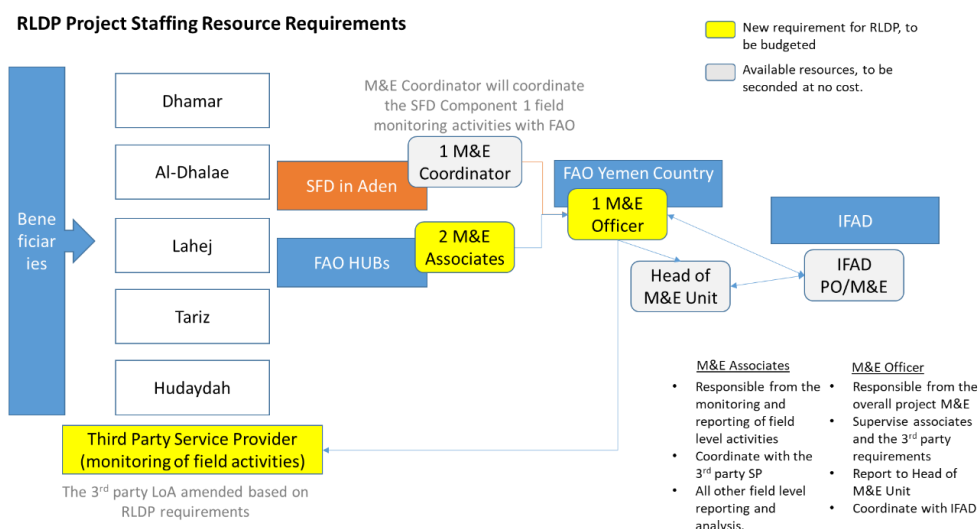 RLDP Project Staffing Resource Requirements
New requirement for RLDP, to
be budgeted
Available resources, to be
seconded at no cost.
Bene
ficiar
ies
Dhamar
Al-Dhalae
Lahej
Tariz
Hudaydah
M&E Coordinator will coordinate
the SFD Component 1 field
monitoring activities with FAO
1 M&E
Coordinator
SFD in Aden
2 M&E
Associates
FAO HUBs
FAO Yemen Country
1 M&E
Officer
Head of
M&E Unit
IFAD
IFAD
PO/M&E
Third Party Service Provider
(monitoring of field activities)
The 3rd party LoA amended based on
RLDP requirements
M&E Associates
• Responsible from the
monitoring and
reporting of field
level activities
• Coordinate with the
3rd party SP
• All other field level
reporting and
analysis.
M&E Officer
• Responsible from the
overall project M&E
• Supervise associates
and the 3rd party
requirements
• Report to Head of
M&E Unit
• Coordinate with IFAD